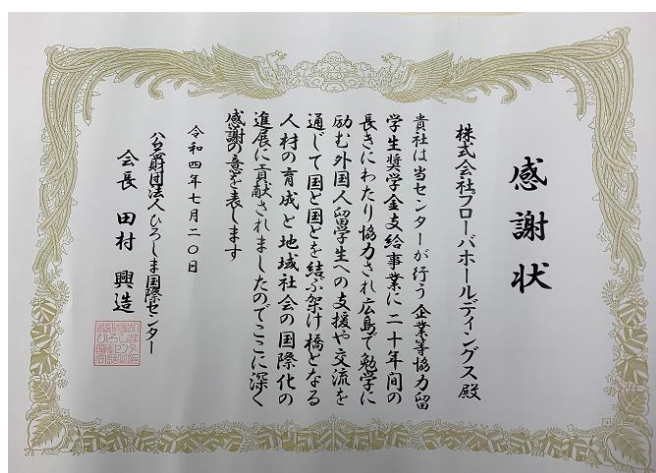 感謝状
株式会社フローバホールディングス 殿
貴社は当センターが行う企業等協力留
学生奨学金支給事業に二十年間の
長きにわたり協力され広島で勉学に
励む外国人留学生への支援や交流を
通じて国と国とを結ぶ架け橋となる
人材の育成と地域社会の国際化の
進展に貢献されましたのでここに深く
感謝の意を表します
令和四年七月二〇日
公益財団法人ひろしま国際センター
会長 田村 興造